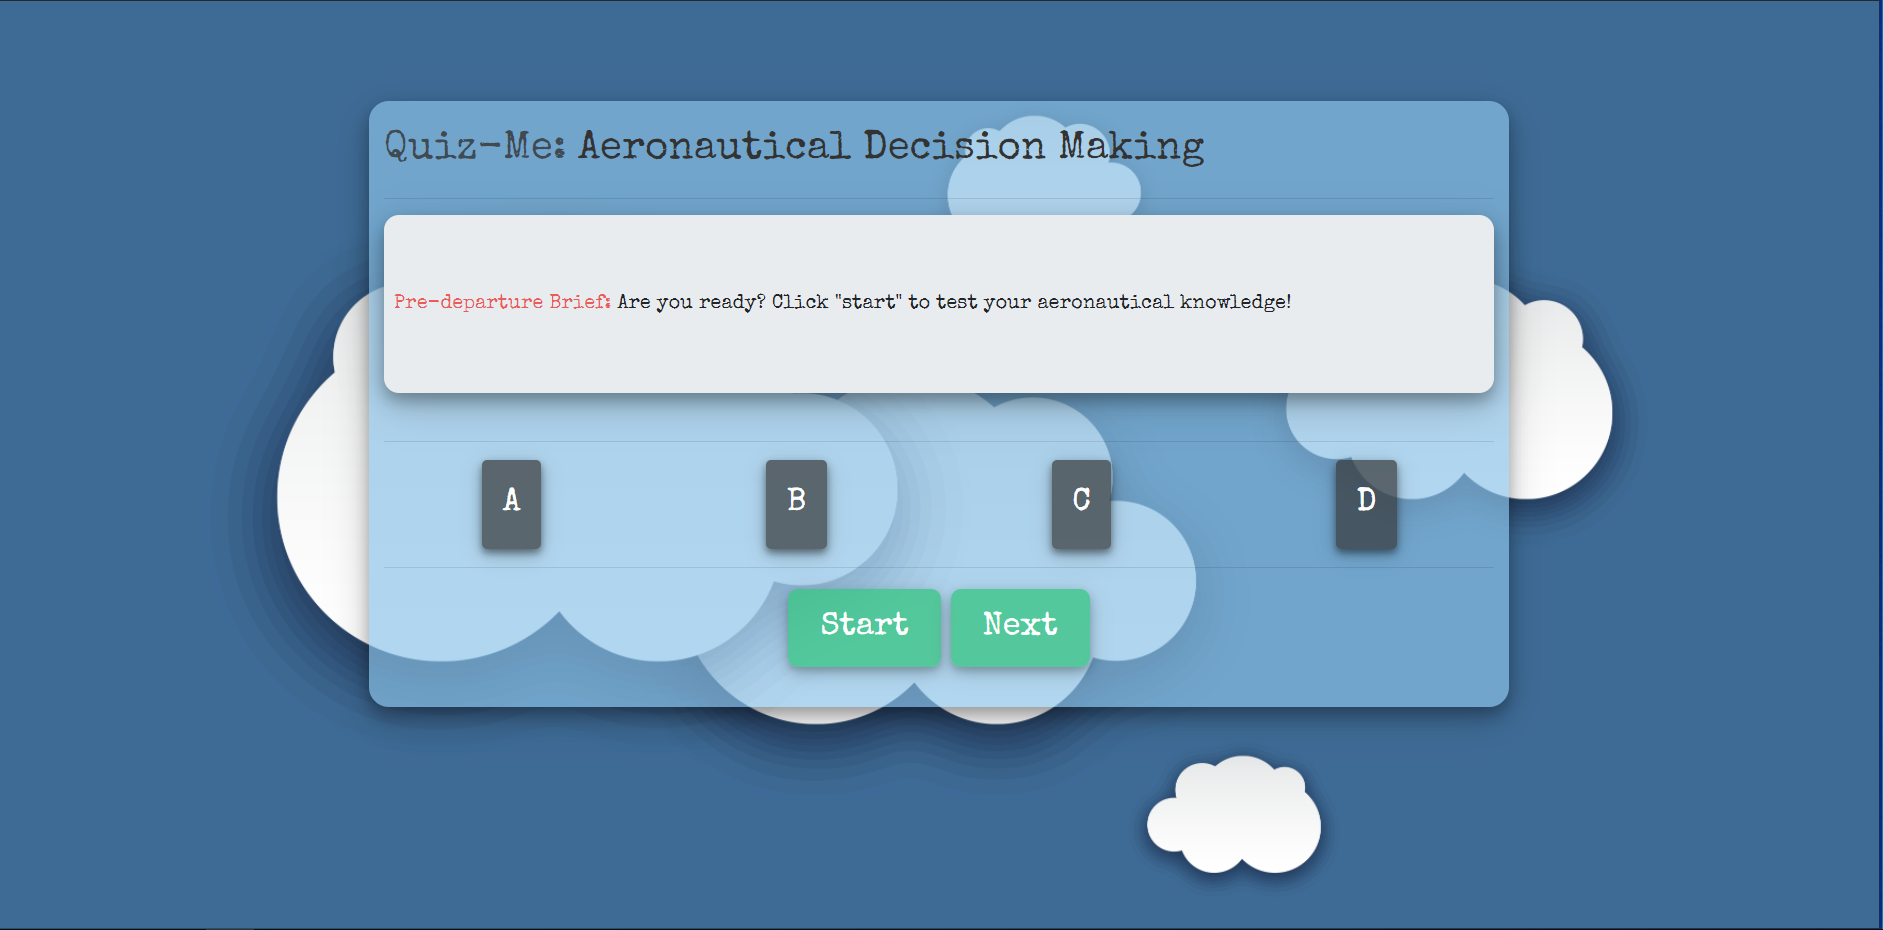 Quiz-Me: Aeronautical Decision Making
Pre-departure Brief: Are you ready? Click "start" to test your aeronautical knowledge!
A
B
C
D
Start
Next